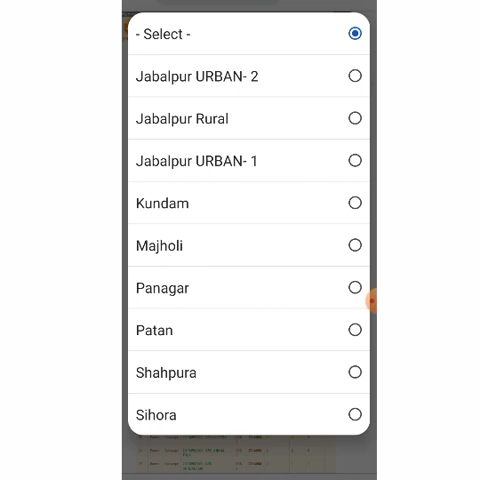 - Select -
Jabalpur URBAN- 2
Jabalpur Rural
Jabalpur URBAN- 1
Kundam
Majholi
Panagar
Patan
Shahpura
Sihora